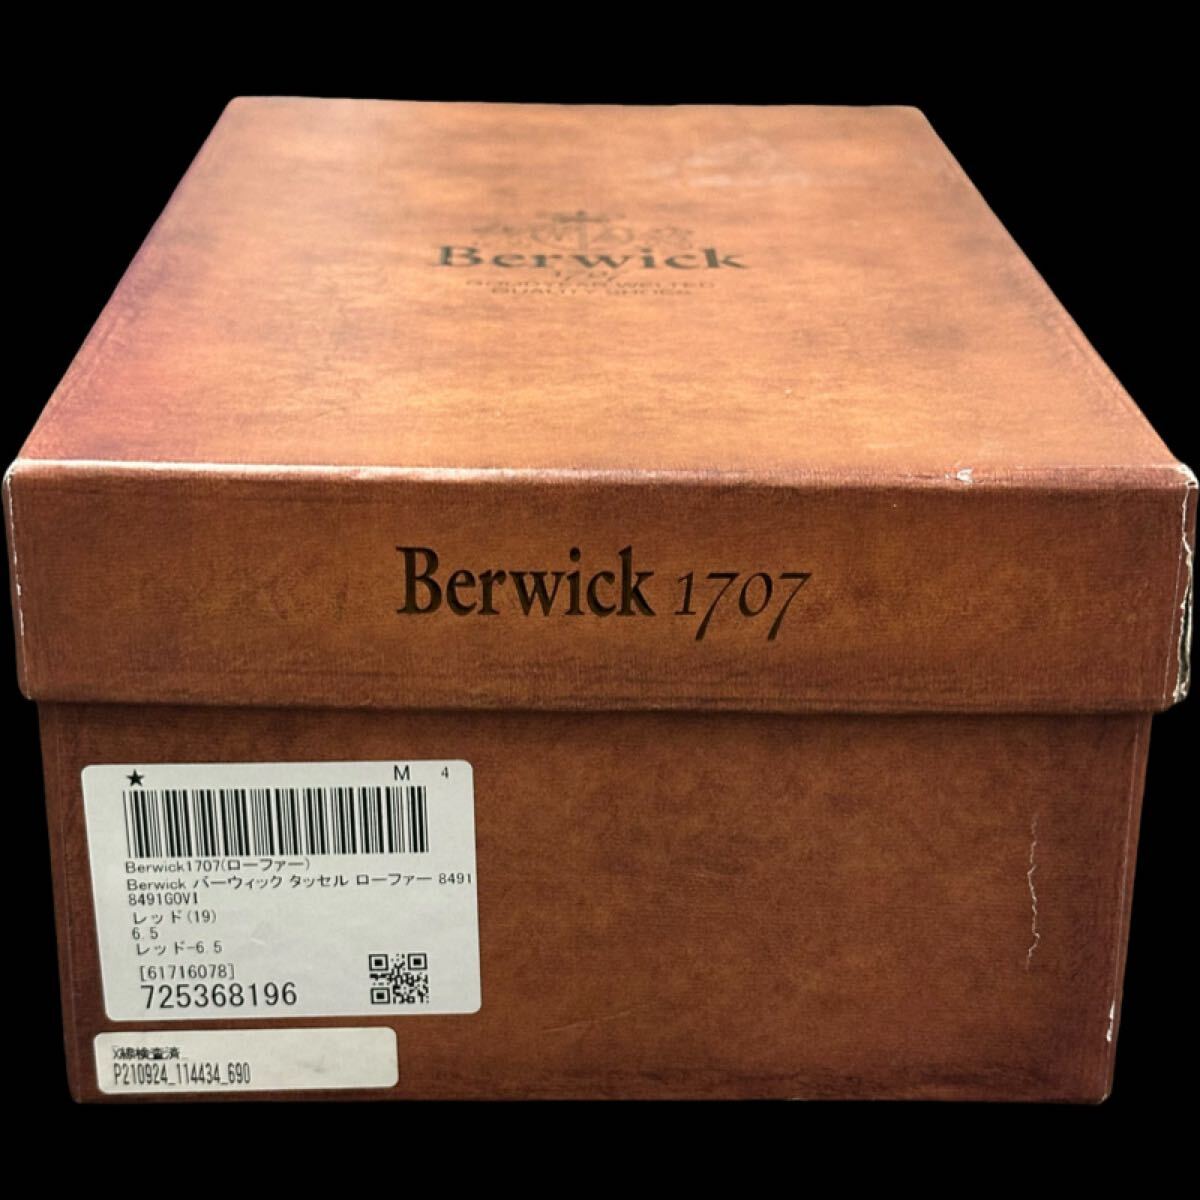 Berwick
1707
GOODYEAR WELTED
QUALITY SHOES
Berwick 1707
★ M 4
Berwick1707(ローファー)
Berwick バーウィック タッセル ローファー 8491
8491GOVI
レッド(19)
6.5
レッド-6.5
[61716078]
725368196
X線検査済
P210924_114434_690